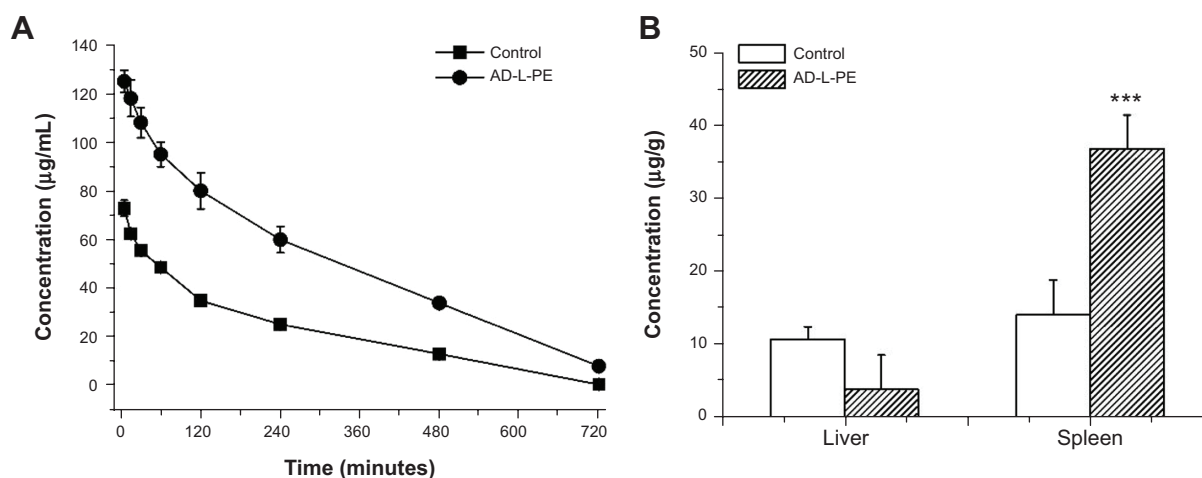 A
Concentration (µg/mL)
140
120
100
80
60
40
20
0
Control
AD-L-PE
0 120 240 360 480 600 720
Time (minutes)
B
Concentration (µg/g)
50
40
30
20
10
0
Control
AD-L-PE
***
Liver Spleen